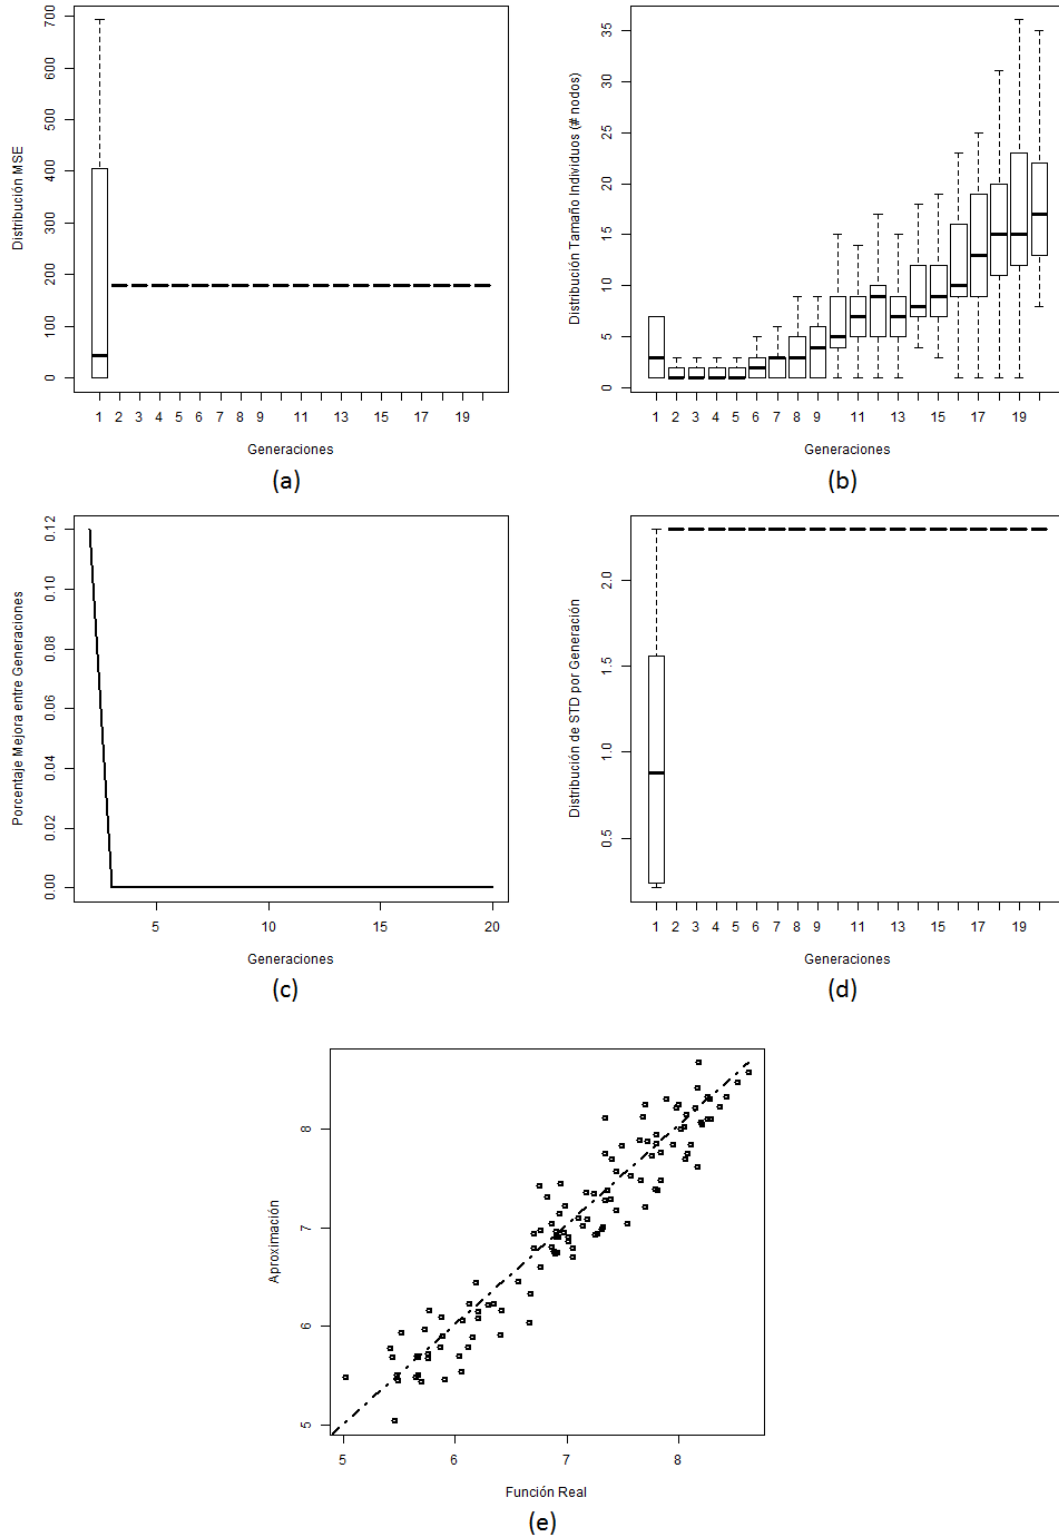 Distribución MSE
0 100 200 300 400 500 600 700
1 2 3 4 5 6 7 8 9 11 13 15 17 19
Generaciones
(a)
Distribución Tamaño Individuos (# nodos)
0 5 10 15 20 25 30 35
1 2 3 4 5 6 7 8 9 11 13 15 17 19
Generaciones
(b)
Porcentaje Mejora entre Generaciones
0.00 0.02 0.04 0.06 0.08 0.10 0.12
5 10 15 20
Generaciones
(c)
Distribución de STD por Generación
0.5 1.0 1.5 2.0
1 2 3 4 5 6 7 8 9 11 13 15 17 19
Generaciones
(d)
Aproximación
5 6 7 8
5 6 7 8
Función Real
(e)